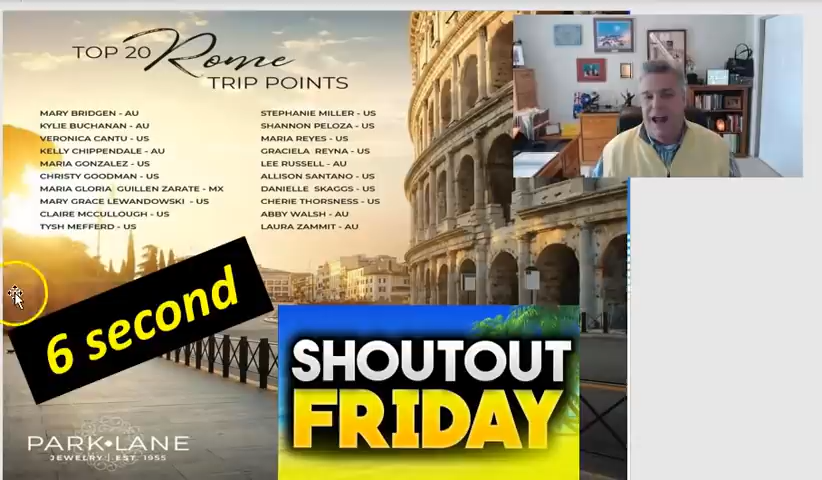 TOP 20 Rome
TRIP POINTS
MARY BRIDGEN - AU
KYLIE BUCHANAN - AU
VERONICA CANTU - US
KELLY CHIPPENDALE - AU
MARIA GONZALEZ - US
CHRISTY GOODMAN - US
MARIA GLORIA GUILLEN ZARATE - MX
MARY GRACE LEWANDOWSKI - US
CLAIRE MCCULLOUGH - US
TYSH MEFFERD - US
STEPHANIE MILLER - US
SHANNON PELOZA - US
MARIA REYES - US
GRACIELA REYNA - US
LEE RUSSELL - AU
ALLISON SANTANO - US
DANIELLE SKAGGS - US
CHERIE THORSNESS - US
ABBY WALSH - AU
LAURA ZAMMIT - AU
6 second
SHOUTOUT
FRIDAY
PARK LANE
JEWELRY | EST. 1955